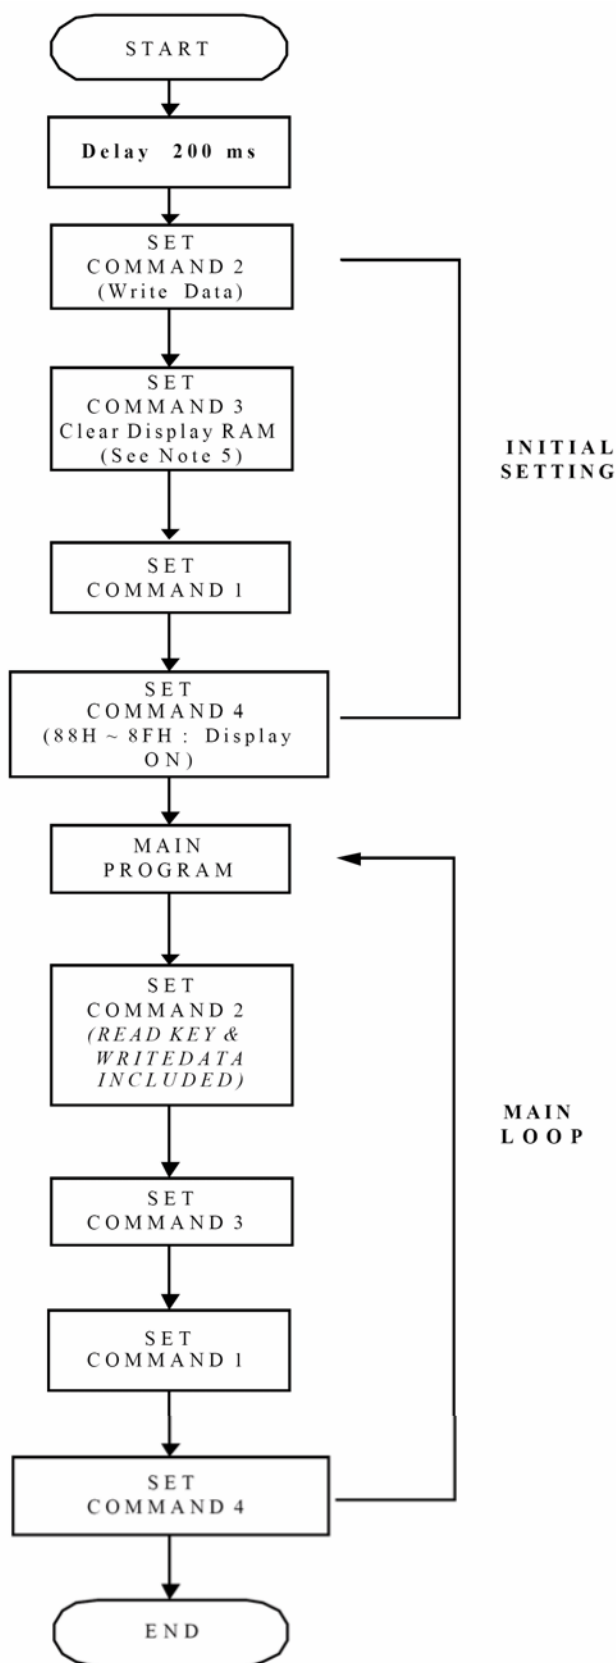 START
Delay 200 ms
SET
COMMAND 2
(Write Data)
SET
COMMAND 3
Clear Display RAM
(See Note 5)
SET
COMMAND 1
SET
COMMAND 4
(88H ~ 8FH : Display
ON)
INITIAL
SETTING
MAIN
PROGRAM
SET
COMMAND 2
(READ KEY &
WRITEDATA
INCLUDED)
SET
COMMAND 3
SET
COMMAND 1
SET
COMMAND 4
MAIN
LOOP
END